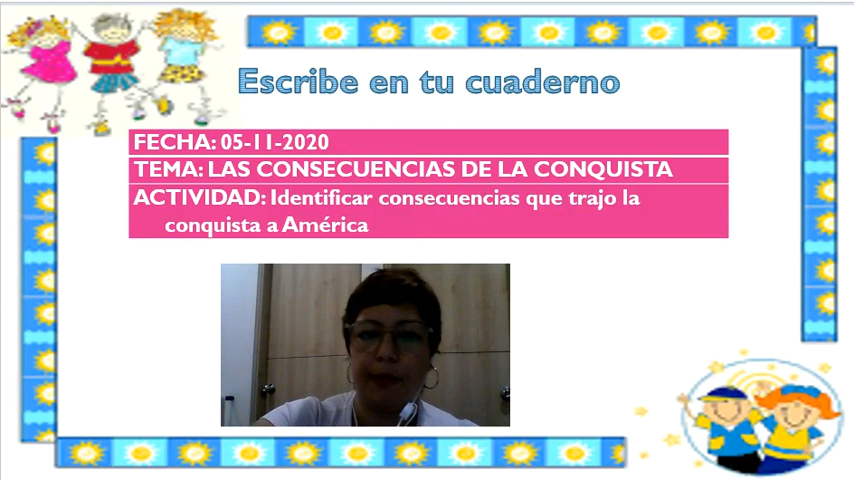 Escribe en tu cuaderno
FECHA: 05-11-2020
TEMA: LAS CONSECUENCIAS DE LA CONQUISTA
ACTIVIDAD: Identificar consecuencias que trajo la
conquista a América